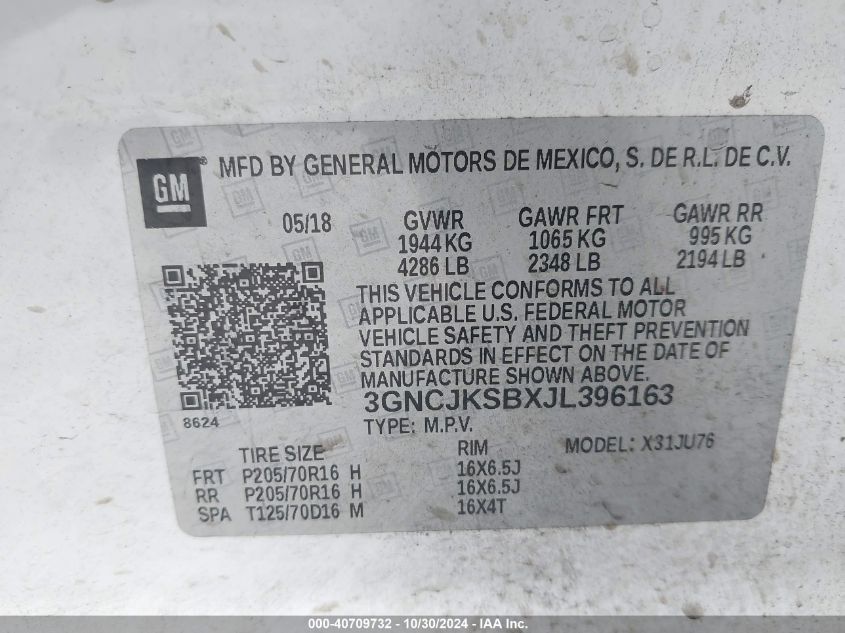 GM ® MFD BY GENERAL MOTORS DE MEXICO, S. DE R.L. DE C.V.
05/18 GVWR GAWR FRT GAWR RR
1944 KG 1065 KG 995 KG
4286 LB 2348 LB 2194 LB
THIS VEHICLE CONFORMS TO ALL
APPLICABLE U.S. FEDERAL MOTOR
VEHICLE SAFETY AND THEFT PREVENTION
STANDARDS IN EFFECT ON THE DATE OF
MANUFACTURE SHOWN ABOVE.
3GNCJKSBXJL396163
8624 TYPE: M.P.V.
TIRE SIZE RIM MODEL: X31JU76
FRT P205/70R16 H 16X6.5J
RR P205/70R16 H 16X6.5J
SPA T125/70D16 M 16X4T
000-40709732 - 10/30/2024 - IAA Inc.